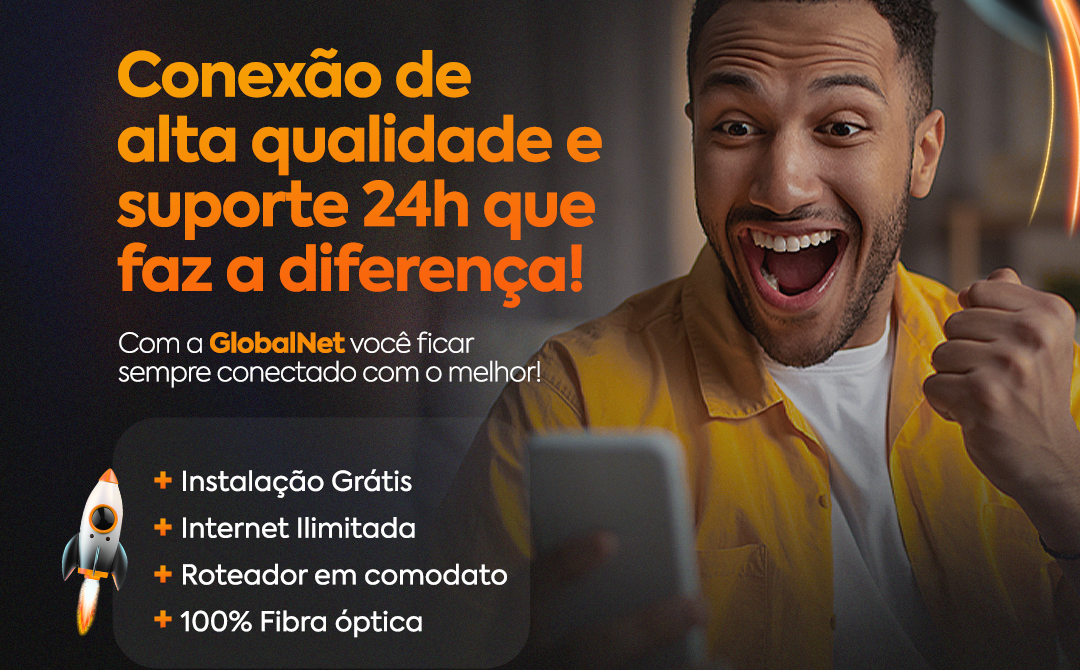 Conexão de
alta qualidade e
suporte 24h que
faz a diferença!
Com a GlobalNet você ficar
sempre conectado com o melhor!
+ Instalação Grátis
+ Internet Ilimitada
+ Roteador em comodato
+ 100% Fibra óptica